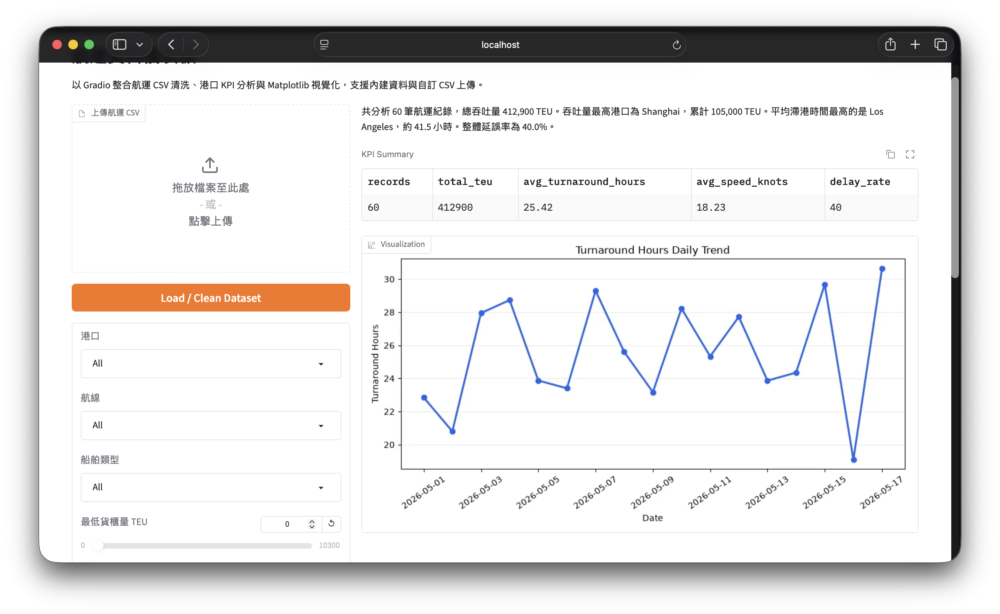 localhost
以 Gradio 整合航運 CSV 清洗、港口 KPI 分析與 Matplotlib 視覺化，支援內建資料與自訂 CSV 上傳。
上傳航運 CSV
拖放檔案至此處
- 或 -
點擊上傳
Load / Clean Dataset
港口
All
航線
All
船舶類型
All
最低貨櫃量 TEU
0
0
10300
共分析 60 筆航運紀錄，總吞吐量 412,900 TEU。吞吐量最高港口為 Shanghai，累計 105,000 TEU。平均滯港時間最高的是 Los
Angeles，約 41.5 小時。整體延誤率為 40.0%。
KPI Summary
records total_teu avg_turnaround_hours avg_speed_knots delay_rate
60 412900 25.42 18.23 40
Visualization
Turnaround Hours Daily Trend
Turnaround Hours
30
28
26
24
22
20
2026-05-01 2026-05-03 2026-05-05 2026-05-07 2026-05-09 2026-05-11 2026-05-13 2026-05-15 2026-05-17
Date